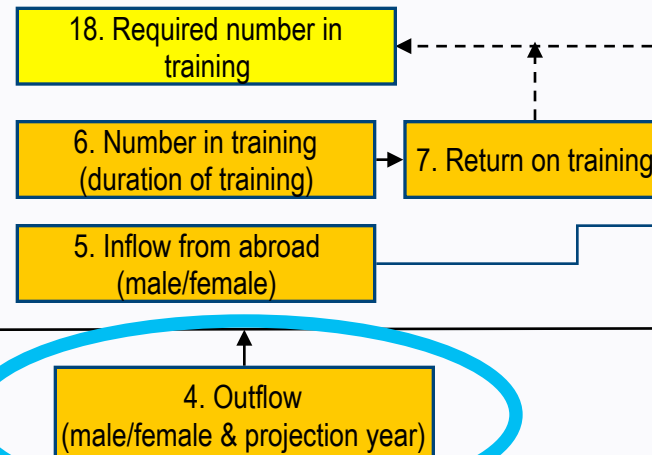 18. Required number in
training
6. Number in training
(duration of training)
7. Return on training
5. Inflow from abroad
(male/female)
4. Outflow
(male/female & projection year)